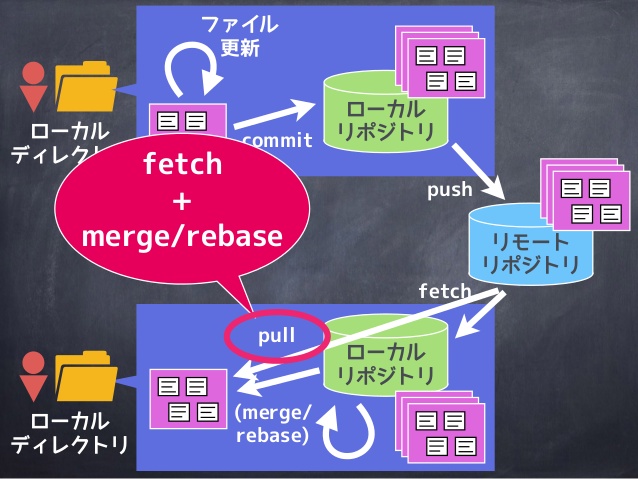 ファイル
更新
ローカル
ディレクト
commit
ローカル
リポジトリ
fetch
+
merge/rebase
push
リモート
リポジトリ
fetch
pull
ローカル
リポジトリ
(merge/
rebase)
ローカル
ディレクトリ